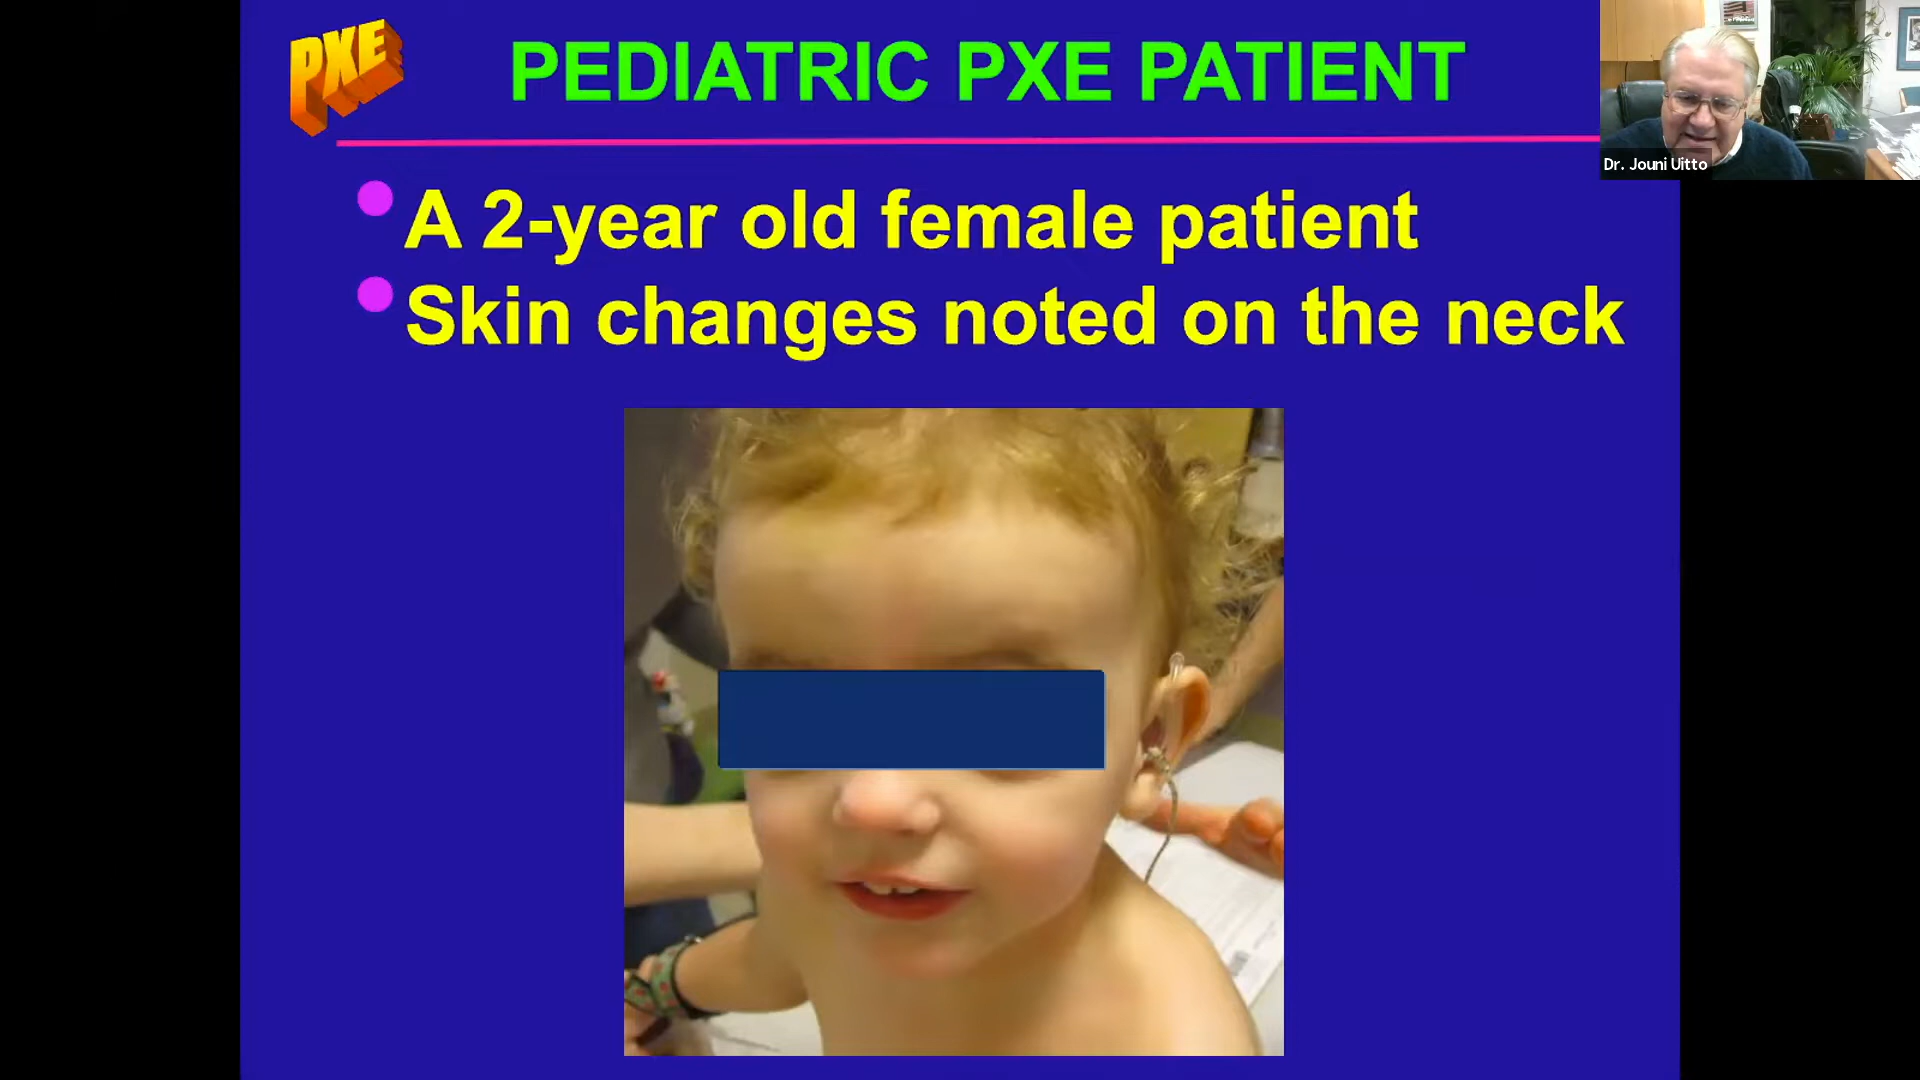 PXE
PEDIATRIC PXE PATIENT
Dr. Jouni Uitto
A 2-year old female patient
Skin changes noted on the neck